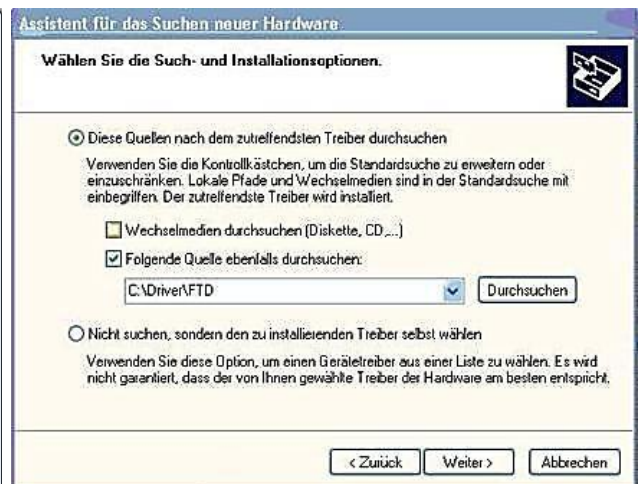 Assistent für das Suchen neuer Hardware
Wählen Sie die Such- und Installationsoptionen.
Diese Quellen nach dem zutreffendsten Treiber durchsuchen
Verwenden Sie die Kontrollkästchen, um die Standardsuche zu erweitern oder
einzuschränken. Lokale Pfade und Wechselmedien sind in der Standardsuche mit
einbegriffen. Der zutreffendste Treiber wird installiert.
Wechselmedien durchsuchen (Diskette, CD,...)
Folgende Quelle ebenfalls durchsuchen:
C:\Driver\FTD
Durchsuchen
Nicht suchen, sondern den zu installierenden Treiber selbst wählen
Verwenden Sie diese Option, um einen Gerätetreiber aus einer Liste zu wählen. Es wird
nicht garantiert, dass der von Ihnen gewählte Treiber der Hardware am besten entspricht.
< Zurück Weiter > Abbrechen